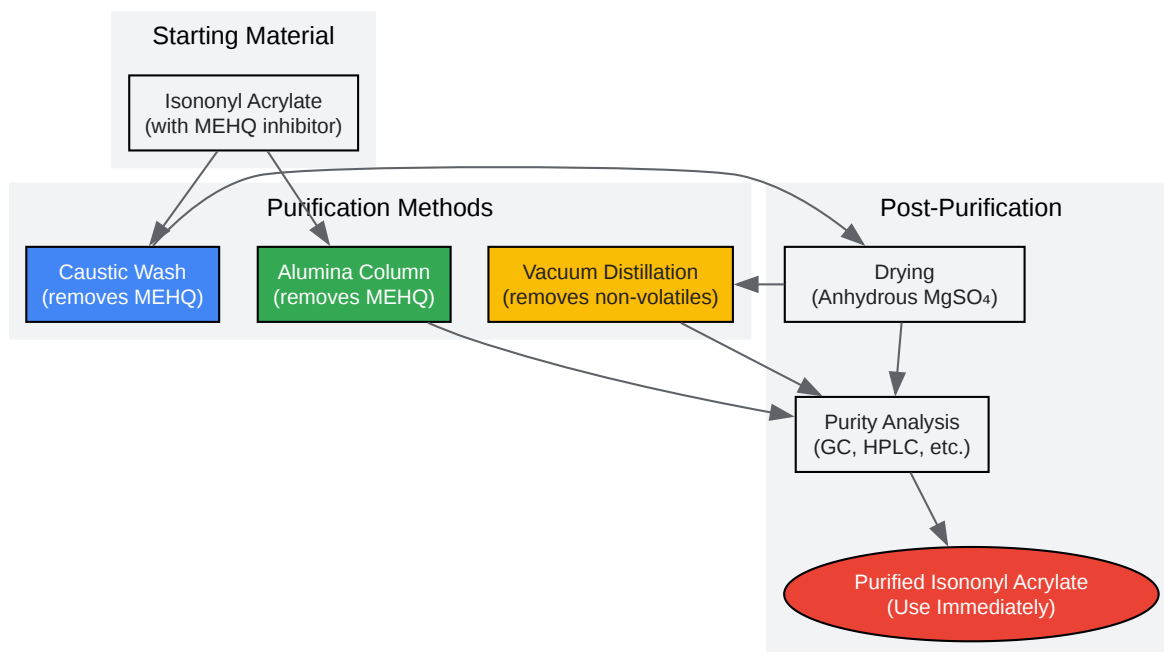 Starting Material
Isononyl Acrylate
(with MEHQ inhibitor)
Purification Methods
Caustic Wash
(removes MEHQ)
Alumina Column
(removes MEHQ)
Vacuum Distillation
(removes non-volatiles)
Post-Purification
Drying
(Anhydrous MgSO₄)
Purity Analysis
(GC, HPLC, etc.)
Purified Isononyl Acrylate
(Use Immediately)